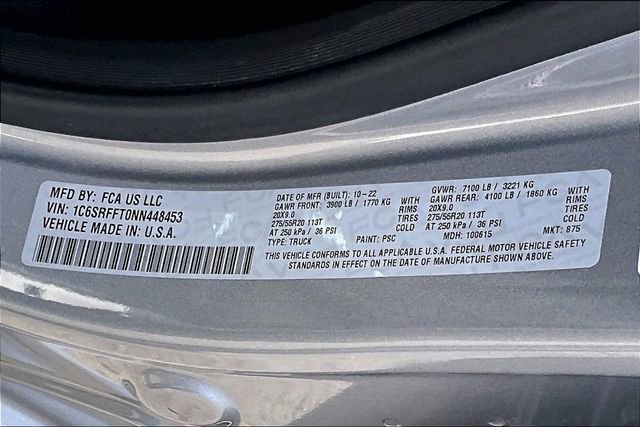 MFD BY: FCA US LLC
VIN: 1C6SRFFT0NN448453
VEHICLE MADE IN: U.S.A.
DATE OF MFR (BUILT): 10-22 GVWR: 7100 LB / 3221 KG
GAWR FRONT: 3900 LB / 1770 KG GAWR REAR: 4100 LB / 1860 KG
20X9.0 RIMS 20X9.0 RIMS
275/55R20 113T TIRES 275/55R20 113T TIRES
AT 250 kPa / 36 PSI AT 250 kPa / 36 PSI
TYPE: TRUCK PAINT: PSC MDH: 100615 MKT: 875
THIS VEHICLE CONFORMS TO ALL APPLICABLE U.S.A. FEDERAL MOTOR VEHICLE SAFETY
STANDARDS IN EFFECT ON THE DATE OF MANUFACTURE SHOWN ABOVE.